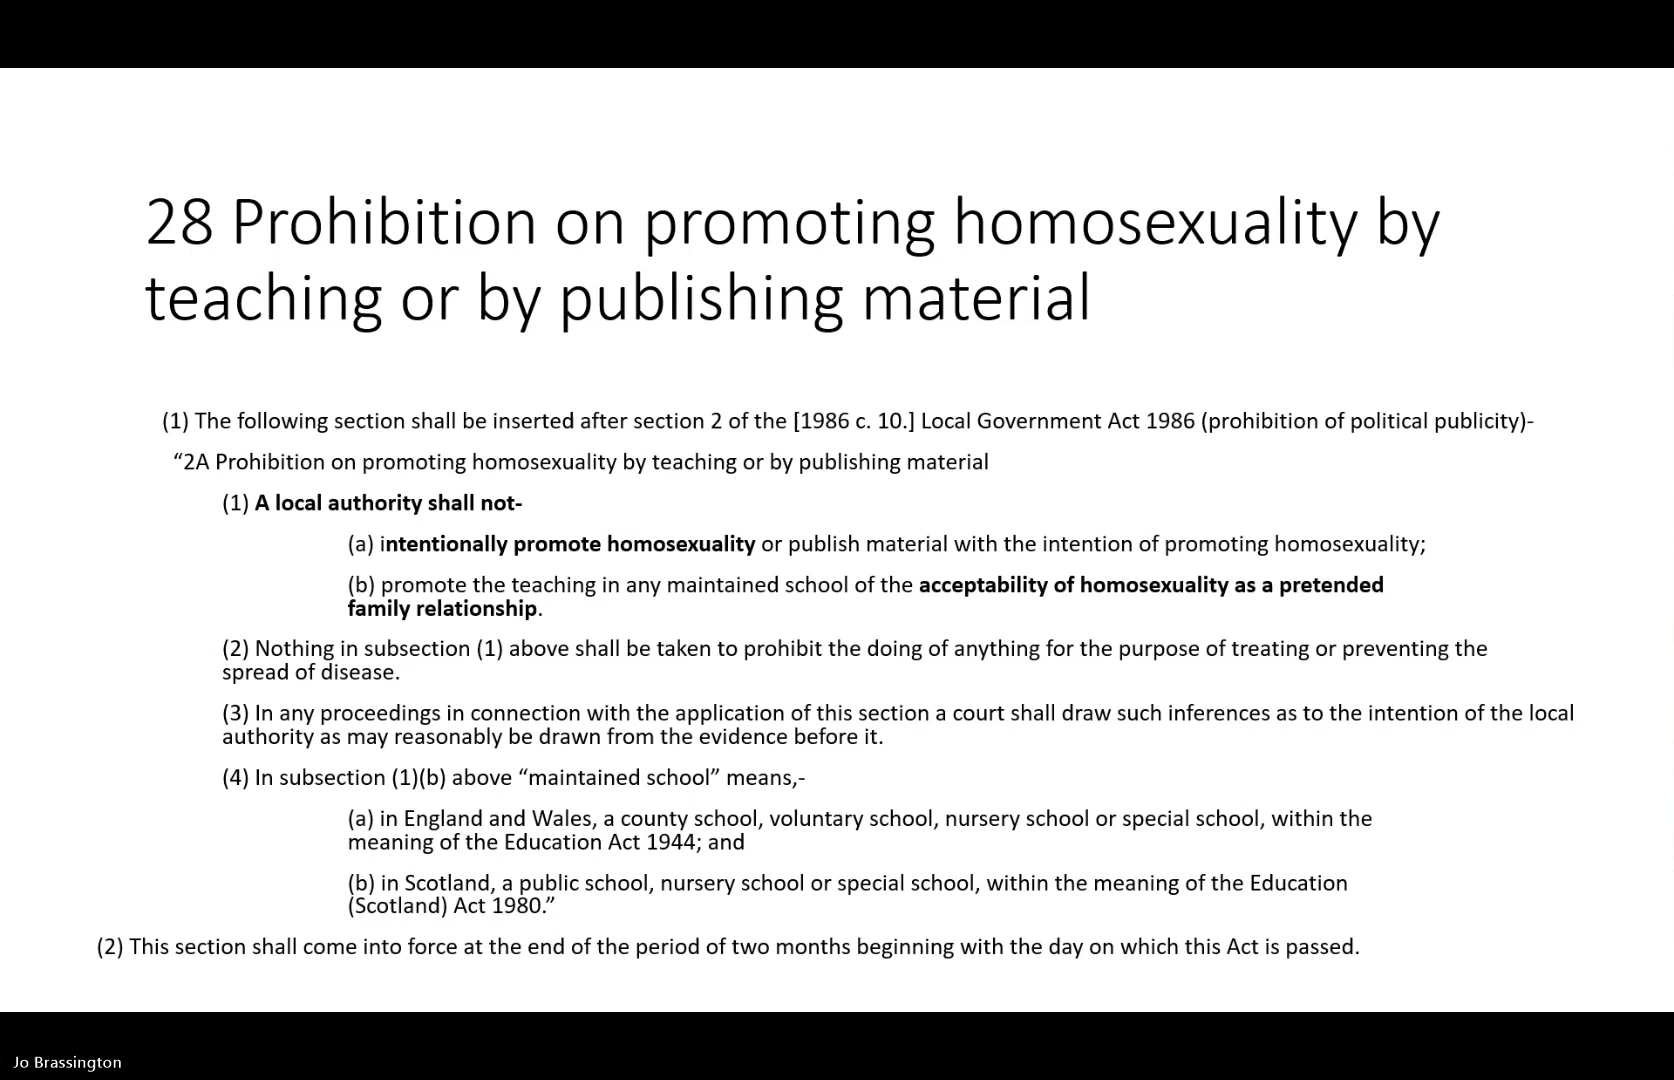 28 Prohibition on promoting homosexuality by
teaching or by publishing material
(1) The following section shall be inserted after section 2 of the [1986 c. 10.] Local Government Act 1986 (prohibition of political publicity)-
“2A Prohibition on promoting homosexuality by teaching or by publishing material
(1) A local authority shall not-
(a) intentionally promote homosexuality or publish material with the intention of promoting homosexuality;
(b) promote the teaching in any maintained school of the acceptability of homosexuality as a pretended
family relationship.
(2) Nothing in subsection (1) above shall be taken to prohibit the doing of anything for the purpose of treating or preventing the
spread of disease.
(3) In any proceedings in connection with the application of this section a court shall draw such inferences as to the intention of the local
authority as may reasonably be drawn from the evidence before it.
(4) In subsection (1)(b) above “maintained school” means,-
(a) in England and Wales, a county school, voluntary school, nursery school or special school, within the
meaning of the Education Act 1944; and
(b) in Scotland, a public school, nursery school or special school, within the meaning of the Education
(Scotland) Act 1980.”
(2) This section shall come into force at the end of the period of two months beginning with the day on which this Act is passed.
Jo Brassington